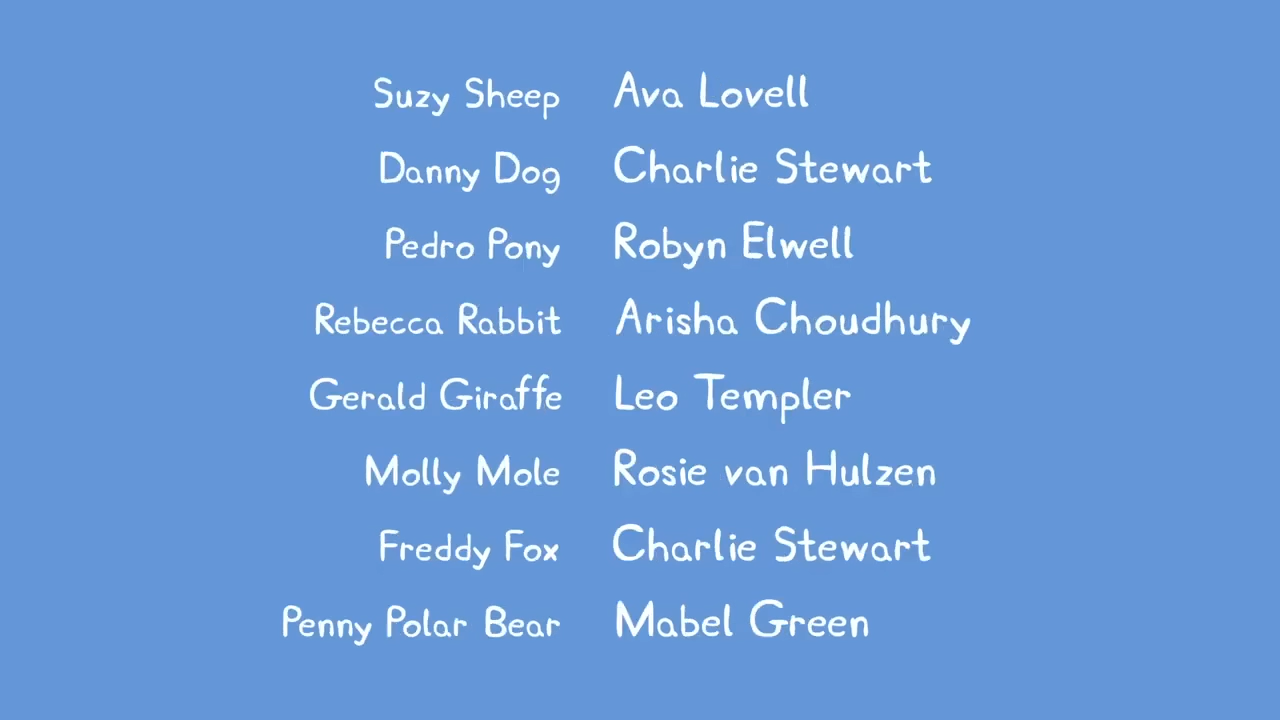 Suzy Sheep Ava Lovell
Danny Dog Charlie Stewart
Pedro Pony Robyn Elwell
Rebecca Rabbit Arisha Choudhury
Gerald Giraffe Leo Templer
Molly Mole Rosie van Hulzen
Freddy Fox Charlie Stewart
Penny Polar Bear Mabel Green